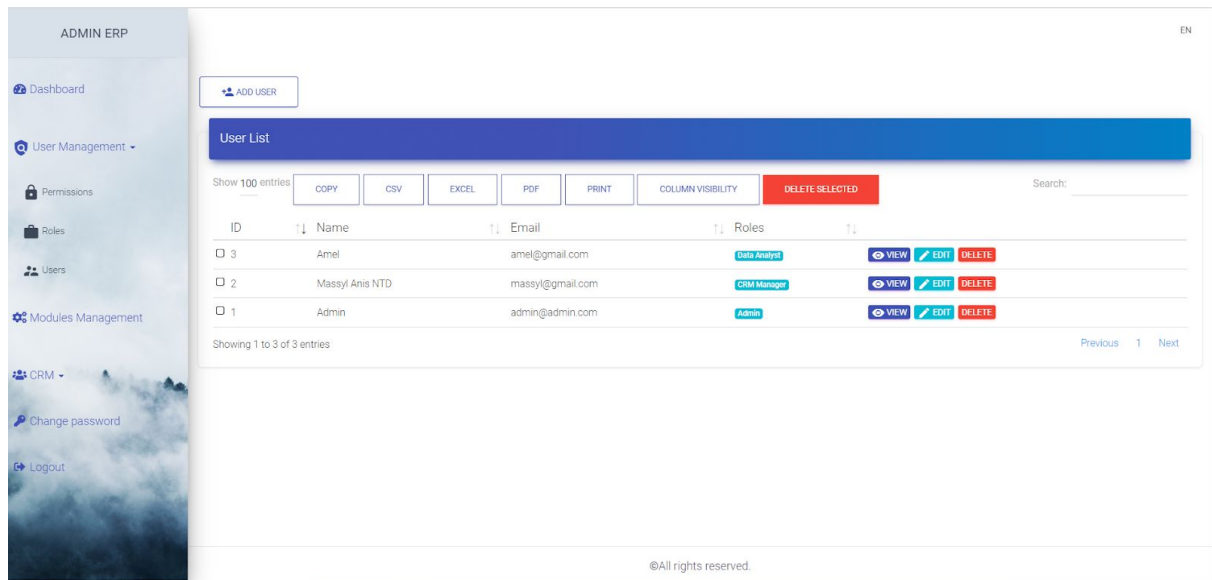 ADMIN ERP
EN
Dashboard
ADD USER
User List
User Management
Show 100 entries COPY CSV EXCEL PDF PRINT COLUMN VISIBILITY DELETE SELECTED Search:
Permissions
ID Name Email Roles
Roles
3 Amel amel@gmail.com Data Analyst VIEW EDIT DELETE
Users
2 Massyl Anis NTD massyl@gmail.com CRM Manager VIEW EDIT DELETE
1 Admin admin@admin.com Admin VIEW EDIT DELETE
Modules Management
Showing 1 to 3 of 3 entries Previous 1 Next
CRM
Change password
Logout
©All rights reserved.